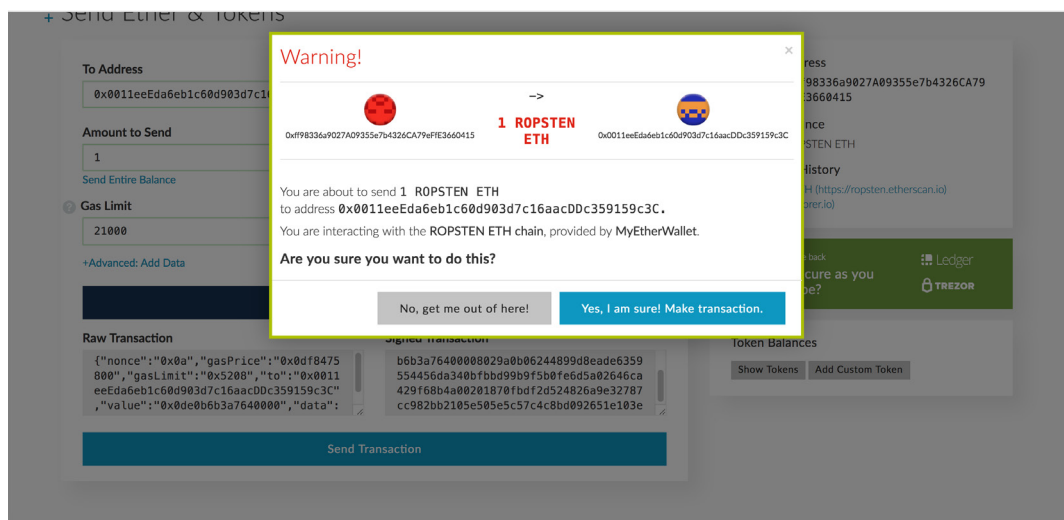 + Send Ether & Tokens
To Address
0x0011eeEda6eb1c60d903d7c1
Amount to Send
1
Send Entire Balance
Gas Limit
21000
+Advanced: Add Data
Raw Transaction
{"nonce":"0x0a","gasPrice":"0x0df8475
800","gasLimit":"0x5208","to":"0x0011
eeEda6eb1c60d903d7c16aacDDc359159c3C"
,"value":"0x0de0b6b3a7640000","data":
Signed Transaction
b6b3a76400008029a0b06244899d8eade6359
554456da340bfbbd99b9f5b0fe6d5a02646ca
429f68b4a00201870fbdf2d524826a9e32787
cc982bb2105e505e5c57c4c8bd092651e103e
Send Transaction
Warning!
×
0xff98336a9027A09355e7b4326CA79eFfE3660415
–>
1 ROPSTEN
ETH
0x0011eeEda6eb1c60d903d7c16aacDDc359159c3C
You are about to send 1 ROPSTEN ETH
to address 0x0011eeEda6eb1c60d903d7c16aacDDc359159c3C.
You are interacting with the ROPSTEN ETH chain, provided by MyEtherWallet.
Are you sure you want to do this?
No, get me out of here!
Yes, I am sure! Make transaction.
ress
98336a9027A09355e7b4326CA79
3660415
nce
PSTEN ETH
History
H (https://ropsten.etherscan.io)
orer.io)
back
cure as you
be?
Ledger
TREZOR
Token Balances
Show Tokens
Add Custom Token